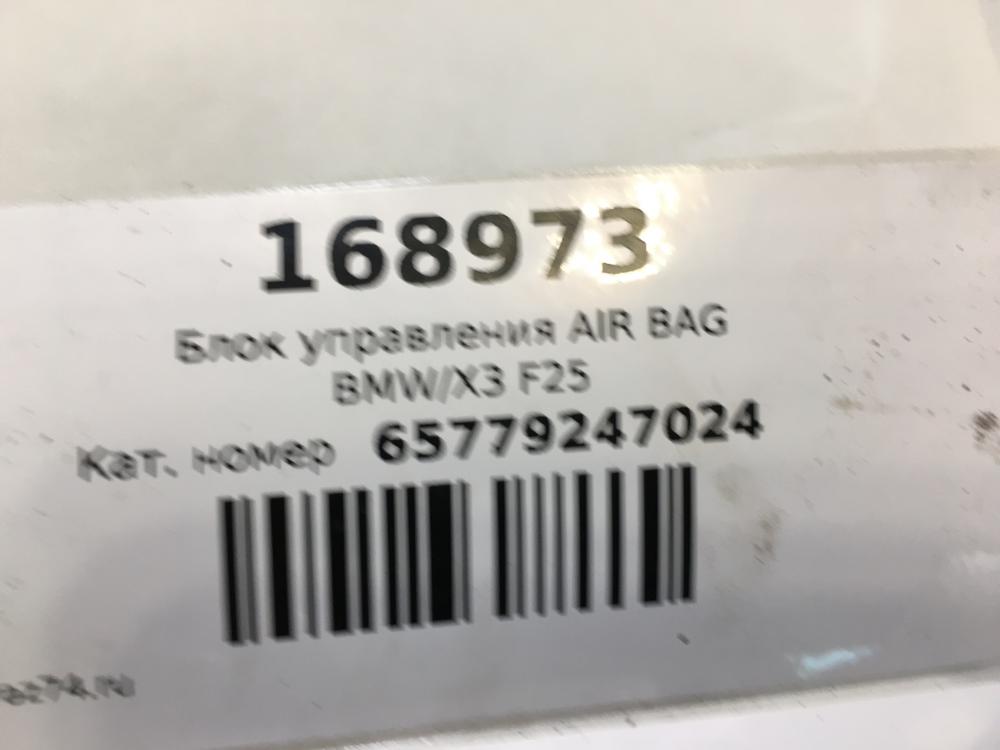 168973
Блок управления AIR BAG
BMW/X3 F25
Кат. номер 65779247024